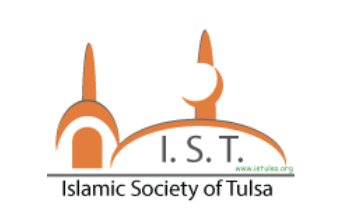 I. S. T.
www.istulsa.org
Islamic Society of Tulsa